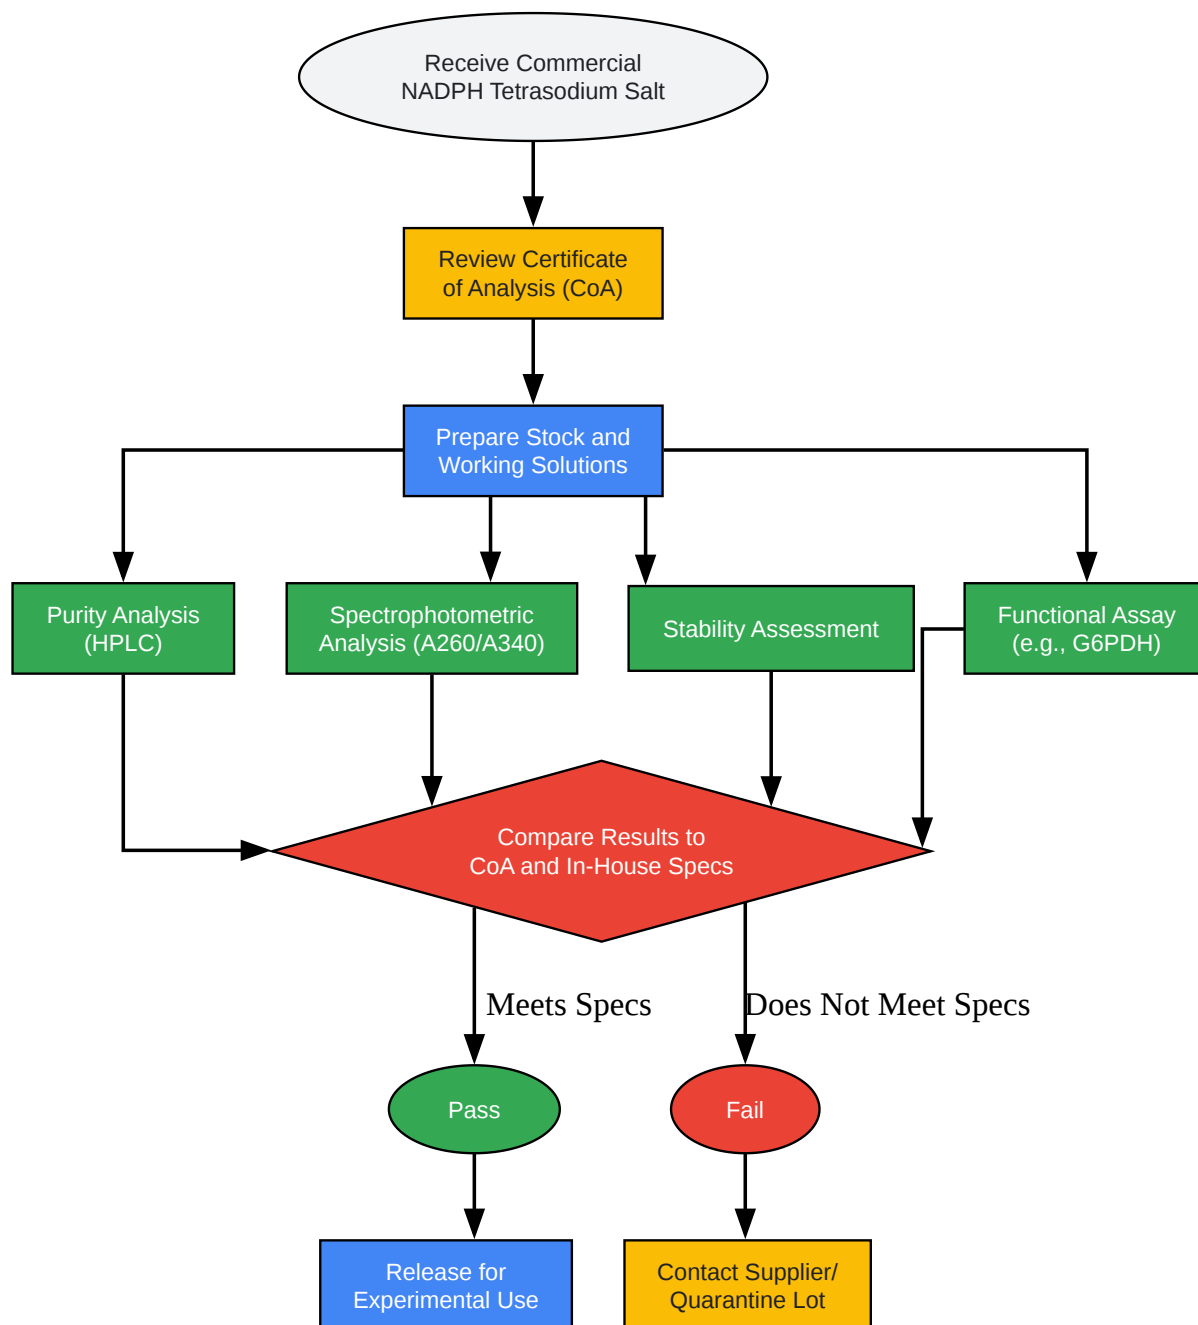 Receive Commercial
NADPH Tetrasodium Salt
Review Certificate
of Analysis (CoA)
Prepare Stock and
Working Solutions
Purity Analysis
(HPLC)
Spectrophotometric
Analysis (A260/A340)
Stability Assessment
Functional Assay
(e.g., G6PDH)
Compare Results to
CoA and In-House Specs
Meets Specs
Does Not Meet Specs
Pass
Fail
Release for
Experimental Use
Contact Supplier/
Quarantine Lot